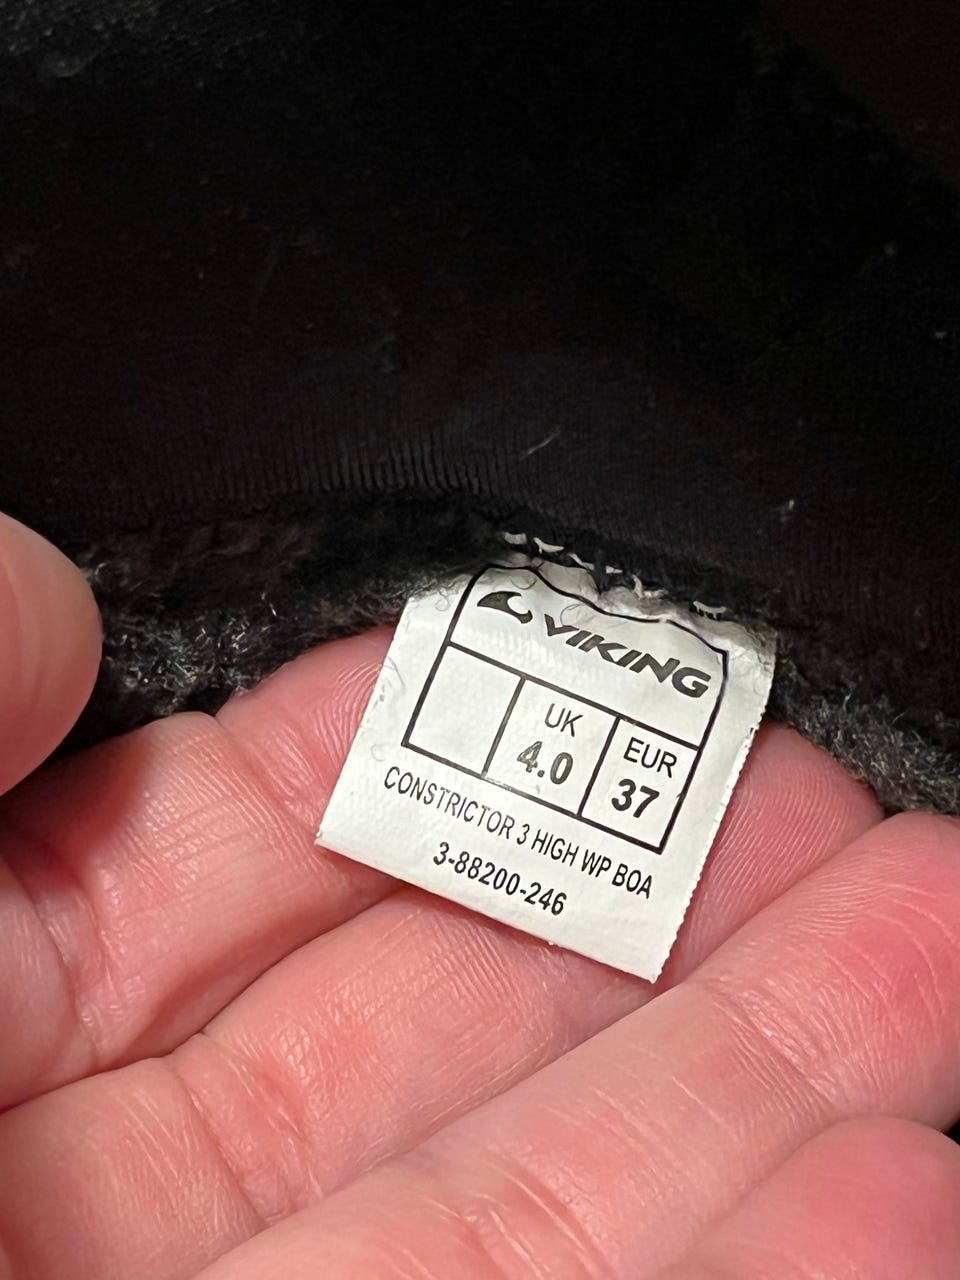 VIKING
UK EUR
4.0 37
CONSTRICTOR 3 HIGH WP BOA
3-88200-246